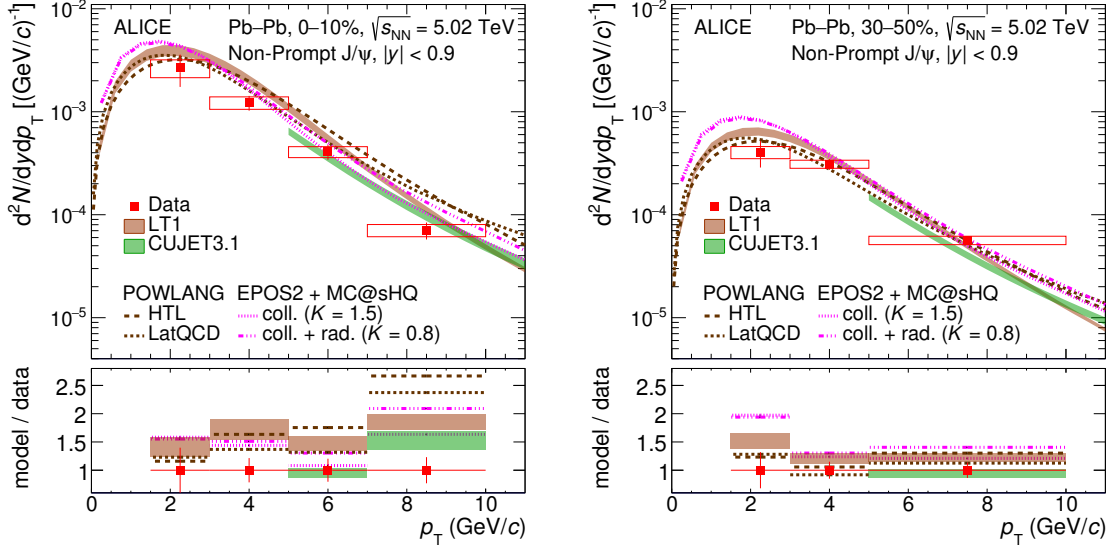 ALICE Pb–Pb, 0–10%, √sNN = 5.02 TeV
Non-Prompt J/ψ, |y| < 0.9
d²N/dydpT [(GeV/c)⁻¹]
10⁻²
10⁻³
10⁻⁴
10⁻⁵
Data
LT1
CUJET3.1
POWLANG EPOS2 + MC@sHQ
HTL coll. (K = 1.5)
LatQCD coll. + rad. (K = 0.8)
model / data
2.5
2
1.5
1
0 2 4 6 8 10
pT (GeV/c)
ALICE Pb–Pb, 30–50%, √sNN = 5.02 TeV
Non-Prompt J/ψ, |y| < 0.9
d²N/dydpT [(GeV/c)⁻¹]
10⁻²
10⁻³
10⁻⁴
10⁻⁵
Data
LT1
CUJET3.1
POWLANG EPOS2 + MC@sHQ
HTL coll. (K = 1.5)
LatQCD coll. + rad. (K = 0.8)
model / data
2.5
2
1.5
1
0 2 4 6 8 10
pT (GeV/c)